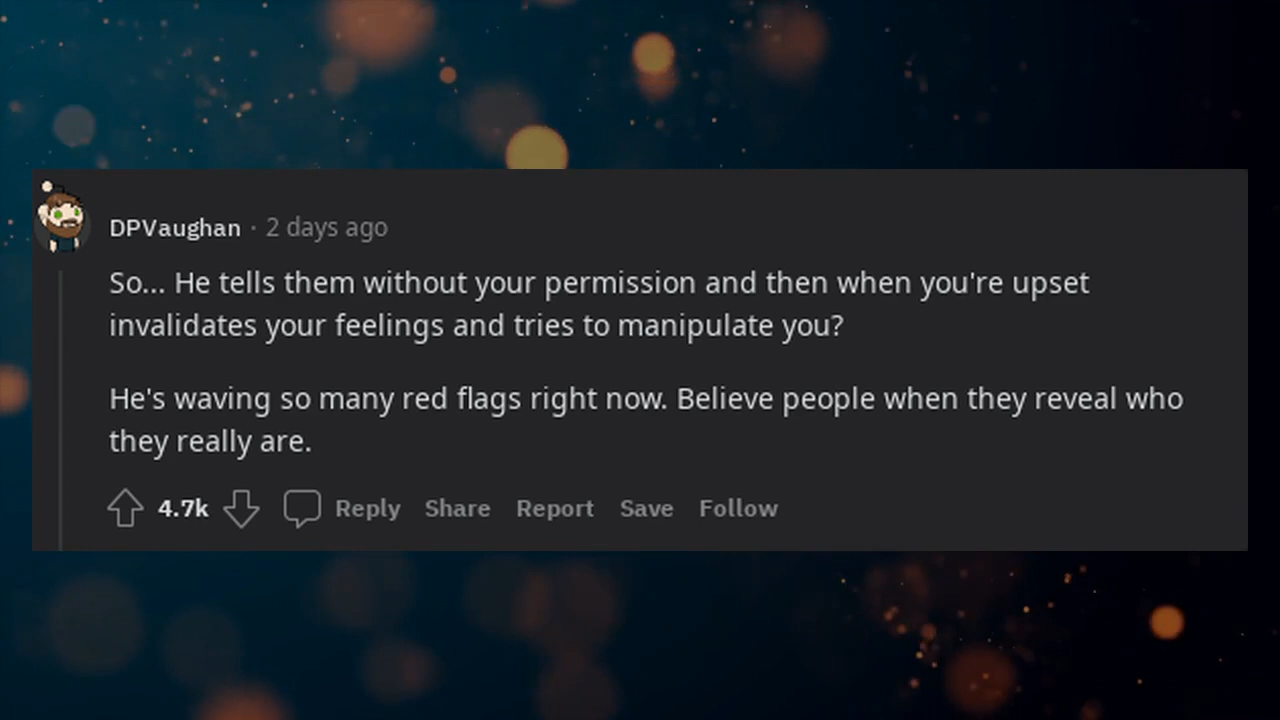 DPVaughan · 2 days ago
So... He tells them without your permission and then when you're upset
invalidates your feelings and tries to manipulate you?
He's waving so many red flags right now. Believe people when they reveal who
they really are.
4.7k Reply Share Report Save Follow